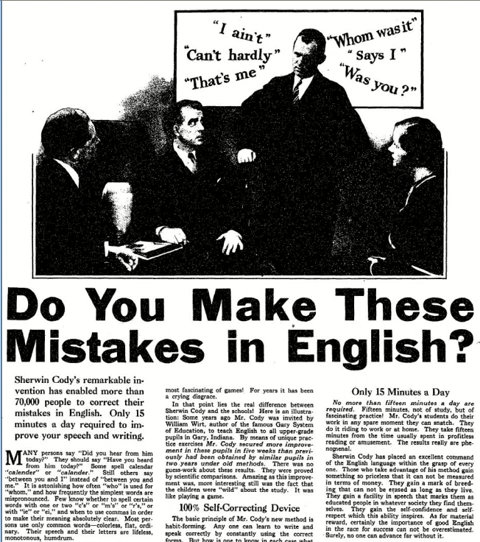 "I ain't"
"Can't hardly"
"That's me"
"Whom was it"
"Says I"
"Was you?"
Do You Make These
Mistakes in English?
Sherwin Cody's remarkable in-
vention has enabled more than
70,000 people to correct their
mistakes in English. Only 15
minutes a day required to im-
prove your speech and writing.
MANY persons say "Did you hear from him
today?" They should say "Have you heard
from him today?" Some spell calendar
"calender" or "calander." Still others say
"between you and I" instead of "between you and
me." It is astonishing how often "who" is used for
"whom," and how frequently the simplest words are
mispronounced. Few know whether to spell certain
words with one or two "c's" or "m's" or "r's," or
with "ie" or "ei," and when to use commas in order
to make their meaning absolutely clear. Most per-
sons use only common words—colorless, flat, ordi-
nary. Their speech and their letters are lifeless,
monotonous, humdrum.
most fascinating of games! For years it has been
a crying disgrace.
In that point lies the real difference between
Sherwin Cody and the schools! Here is an illustra-
tion: Some years ago Mr. Cody was invited by
William Wirt, author of the famous Gary System
of Education, to teach English to all upper-grade
pupils in Gary, Indiana. By means of unique prac-
tice exercises Mr. Cody secured more improve-
ment in these pupils in five weeks than previ-
ously had been obtained by similar pupils in
two years under old methods. There was no
guess-work about these results. They were proved
by scientific comparisons. Amazing as this improve-
ment was, more interesting still was the fact that
the children were "wild" about the study. It was
like playing a game.
100% Self-Correcting Device
The basic principle of Mr. Cody's new method is
habit-forming. Any one can learn to write and
speak correctly by constantly using the correct
forms. But how is one to know in each case what
Only 15 Minutes a Day
No more than fifteen minutes a day are
required. Fifteen minutes, not of study, but of
fascinating practice! Mr. Cody's students do their
work in any spare moment they can snatch. They
do it riding to work or at home. They take fifteen
minutes from the time usually spent in profitless
reading or amusement. The results really are phe-
nomenal.
Sherwin Cody has placed an excellent command
of the English language within the grasp of every
one. Those who take advantage of his method gain
something so priceless that it can not be measured
in terms of money. They gain a mark of breed-
ing that can not be erased as long as they live.
They gain a facility in speech that marks them as
educated people in whatever society they find them-
selves. They gain the self-confidence and self-
respect which this ability inspires. As for material
reward, certainly the importance of good English
in the race for success can not be overestimated.
Surely, no one can advance far without it.